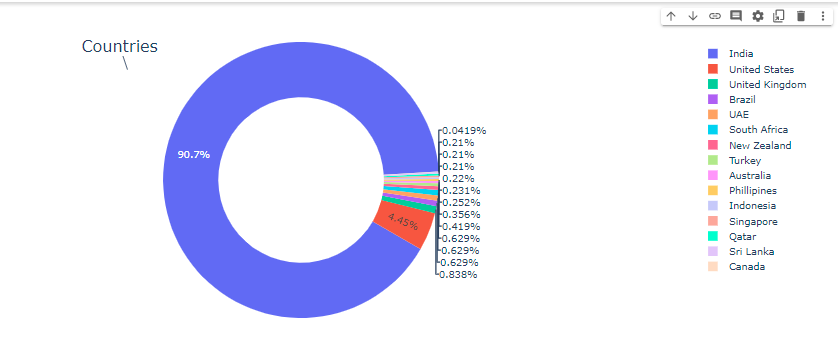 Countries
90.7%
4.45%
0.0419%
0.21%
0.21%
0.21%
0.22%
0.231%
0.252%
0.356%
0.419%
0.629%
0.629%
0.629%
0.838%
India
United States
United Kingdom
Brazil
UAE
South Africa
New Zealand
Turkey
Australia
Phillipines
Indonesia
Singapore
Qatar
Sri Lanka
Canada